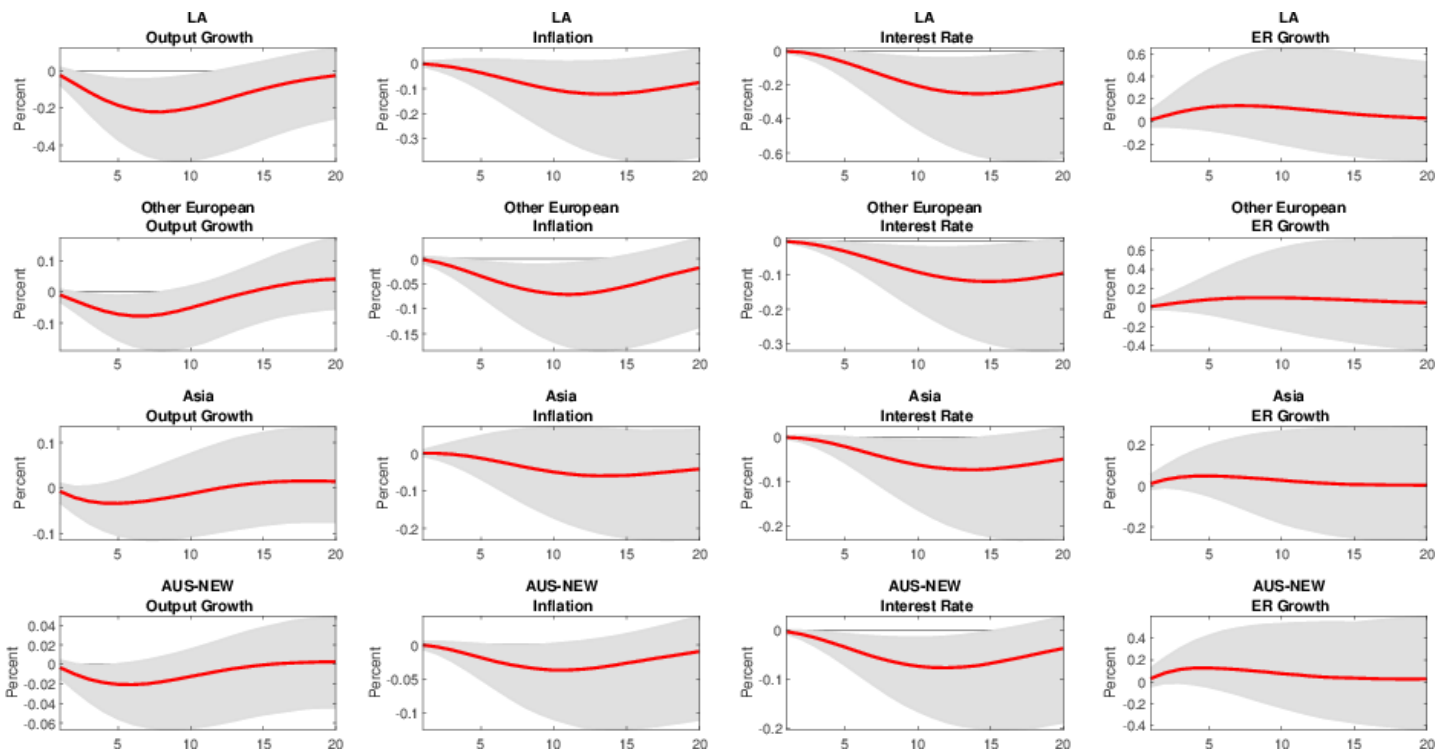 LA
Output Growth
Percent
0
-0.2
-0.4
5
10
15
20
LA
Inflation
0
-0.1
-0.2
-0.3
5
10
15
20
LA
Interest Rate
0
-0.2
-0.4
-0.6
5
10
15
20
LA
ER Growth
Percent
0.6
0.4
0.2
0
-0.2
5
10
15
20
Other European
Output Growth
Percent
0.1
0
-0.1
5
10
15
20
Other European
Inflation
Percent
0
-0.05
-0.1
-0.15
5
10
15
20
Other European
Interest Rate
Percent
0
-0.1
-0.2
-0.3
5
10
15
20
Other European
ER Growth
Percent
0.6
0.4
0.2
0
-0.2
-0.4
5
10
15
20
Asia
Output Growth
Percent
0.1
0
-0.1
5
10
15
20
Asia
Inflation
Percent
0
-0.1
-0.2
5
10
15
20
Asia
Interest Rate
Percent
0
-0.1
-0.2
5
10
15
20
Asia
ER Growth
Percent
0.2
0
-0.2
5
10
15
20
AUS-NEW
Output Growth
Percent
0.04
0.02
0
-0.02
-0.04
-0.06
5
10
15
20
AUS-NEW
Inflation
Percent
0
-0.05
-0.1
5
10
15
20
AUS-NEW
Interest Rate
Percent
0
-0.1
-0.2
5
10
15
20
AUS-NEW
ER Growth
Percent
0.4
0.2
0
-0.2
-0.4
5
10
15
20